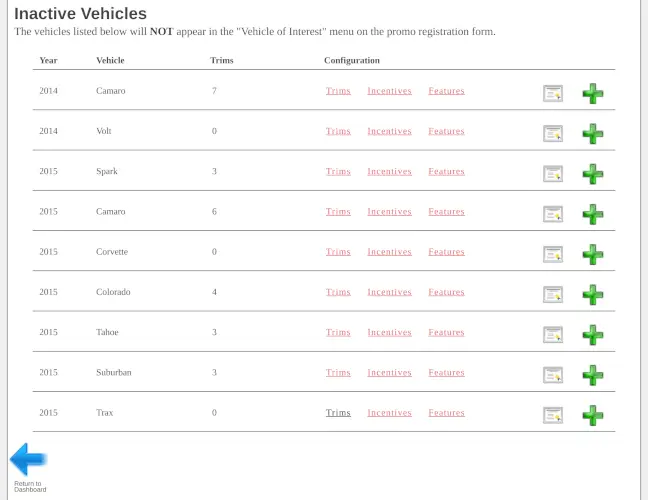 Inactive Vehicles
The vehicles listed below will NOT appear in the "Vehicle of Interest" menu on the promo registration form.
Year Vehicle Trims Configuration
2014 Camaro 7 Trims Incentives Features
2014 Volt 0 Trims Incentives Features
2015 Spark 3 Trims Incentives Features
2015 Camaro 6 Trims Incentives Features
2015 Corvette 0 Trims Incentives Features
2015 Colorado 4 Trims Incentives Features
2015 Tahoe 3 Trims Incentives Features
2015 Suburban 3 Trims Incentives Features
2015 Trax 0 Trims Incentives Features
Return to
Dashboard